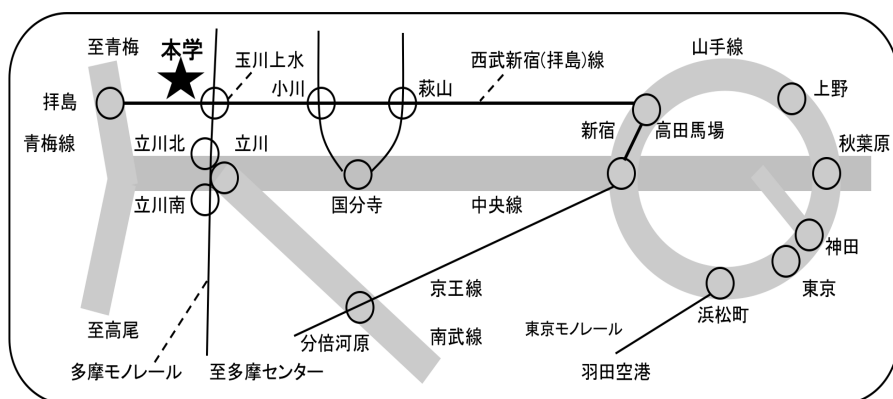 至青梅
本学
玉川上水
西武新宿(拝島)線
山手線
拝島
小川
萩山
上野
青梅線
立川北
立川
新宿
高田馬場
秋葉原
立川南
国分寺
中央線
神田
京王線
東京
至高尾
分倍河原
南武線
東京モノレール
浜松町
多摩モノレール
至多摩センター
羽田空港